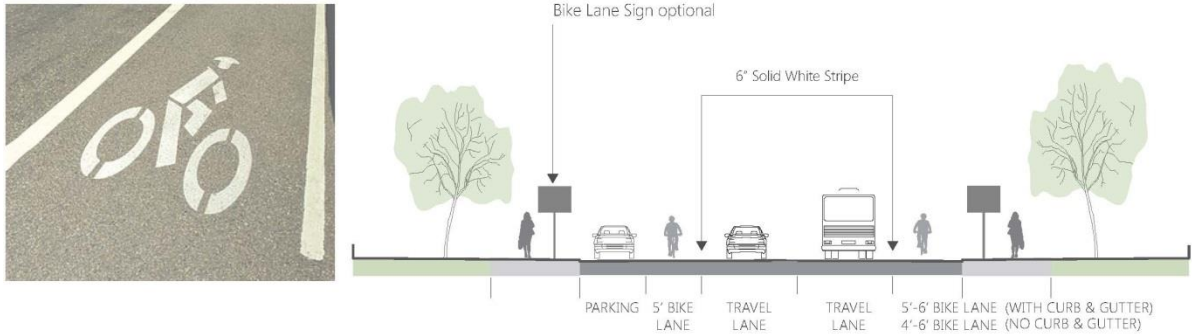 Bike Lane Sign optional
6" Solid White Stripe
PARKING
5' BIKE
LANE
TRAVEL
LANE
TRAVEL
LANE
5'-6' BIKE LANE (WITH CURB & GUTTER)
4'-6' BIKE LANE (NO CURB & GUTTER)